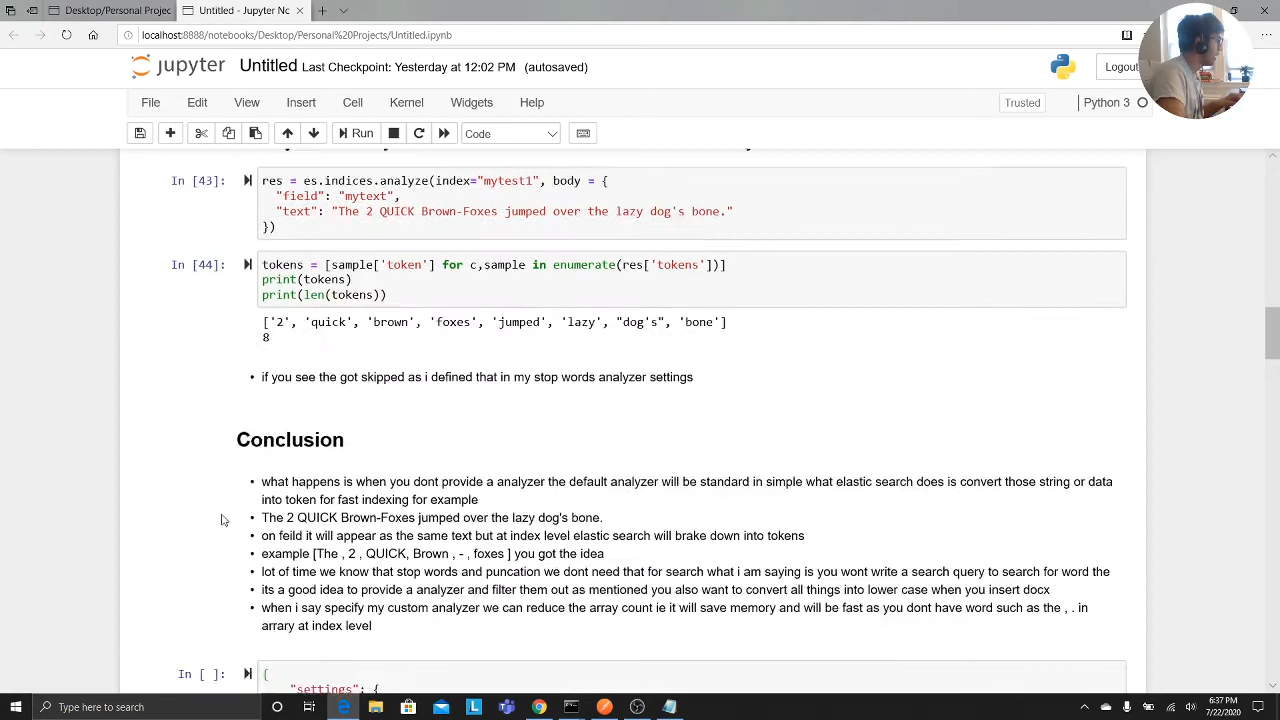 Desktop/Personal Projec
Untitled - Jupyter Nc
localhost:8888/notebooks/Desktop/Personal%20Projects/Untitled.ipynb
jupyter Untitled Last Checkpoint: Yesterday at 12:02 PM (autosaved)
Logout
File Edit View Insert Cell Kernel Widgets Help
Trusted Python 3
Run Code
In [43]: res = es.indices.analyze(index="mytest1", body = {
"field": "mytext",
"text": "The 2 QUICK Brown-Foxes jumped over the lazy dog's bone."
})
In [44]: tokens = [sample['token'] for c,sample in enumerate(res['tokens'])]
print(tokens)
print(len(tokens))
['2', 'quick', 'brown', 'foxes', 'jumped', 'lazy', "dog's", 'bone']
8
• if you see the got skipped as i defined that in my stop words analyzer settings
Conclusion
• what happens is when you dont provide a analyzer the default analyzer will be standard in simple what elastic search does is convert those string or data
into token for fast indexing for example
• The 2 QUICK Brown-Foxes jumped over the lazy dog's bone.
• on feild it will appear as the same text but at index level elastic search will brake down into tokens
• example [The , 2 , QUICK, Brown , - , foxes ] you got the idea
• lot of time we know that stop words and puncation we dont need that for search what i am saying is you wont write a search query to search for word the
• its a good idea to provide a analyzer and filter them out as mentioned you also want to convert all things into lower case when you insert docx
• when i say specify my custom analyzer we can reduce the array count ie it will save memory and will be fast as you dont have word such as the , . in
arrary at index level
In [ ]: {
"settings": {
Type here to search
6:37 PM
7/22/2020